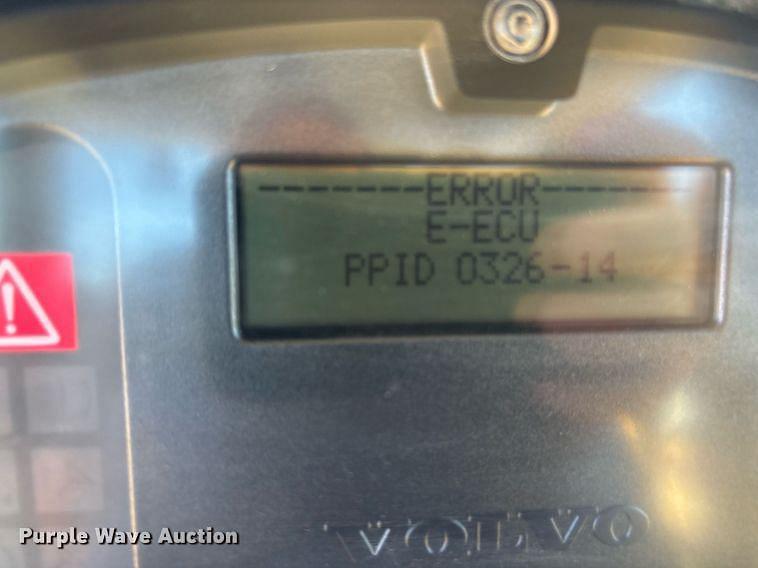 -------ERROR-------
E-ECU
PPID 0326-14
VOLVO
Purple Wave Auction